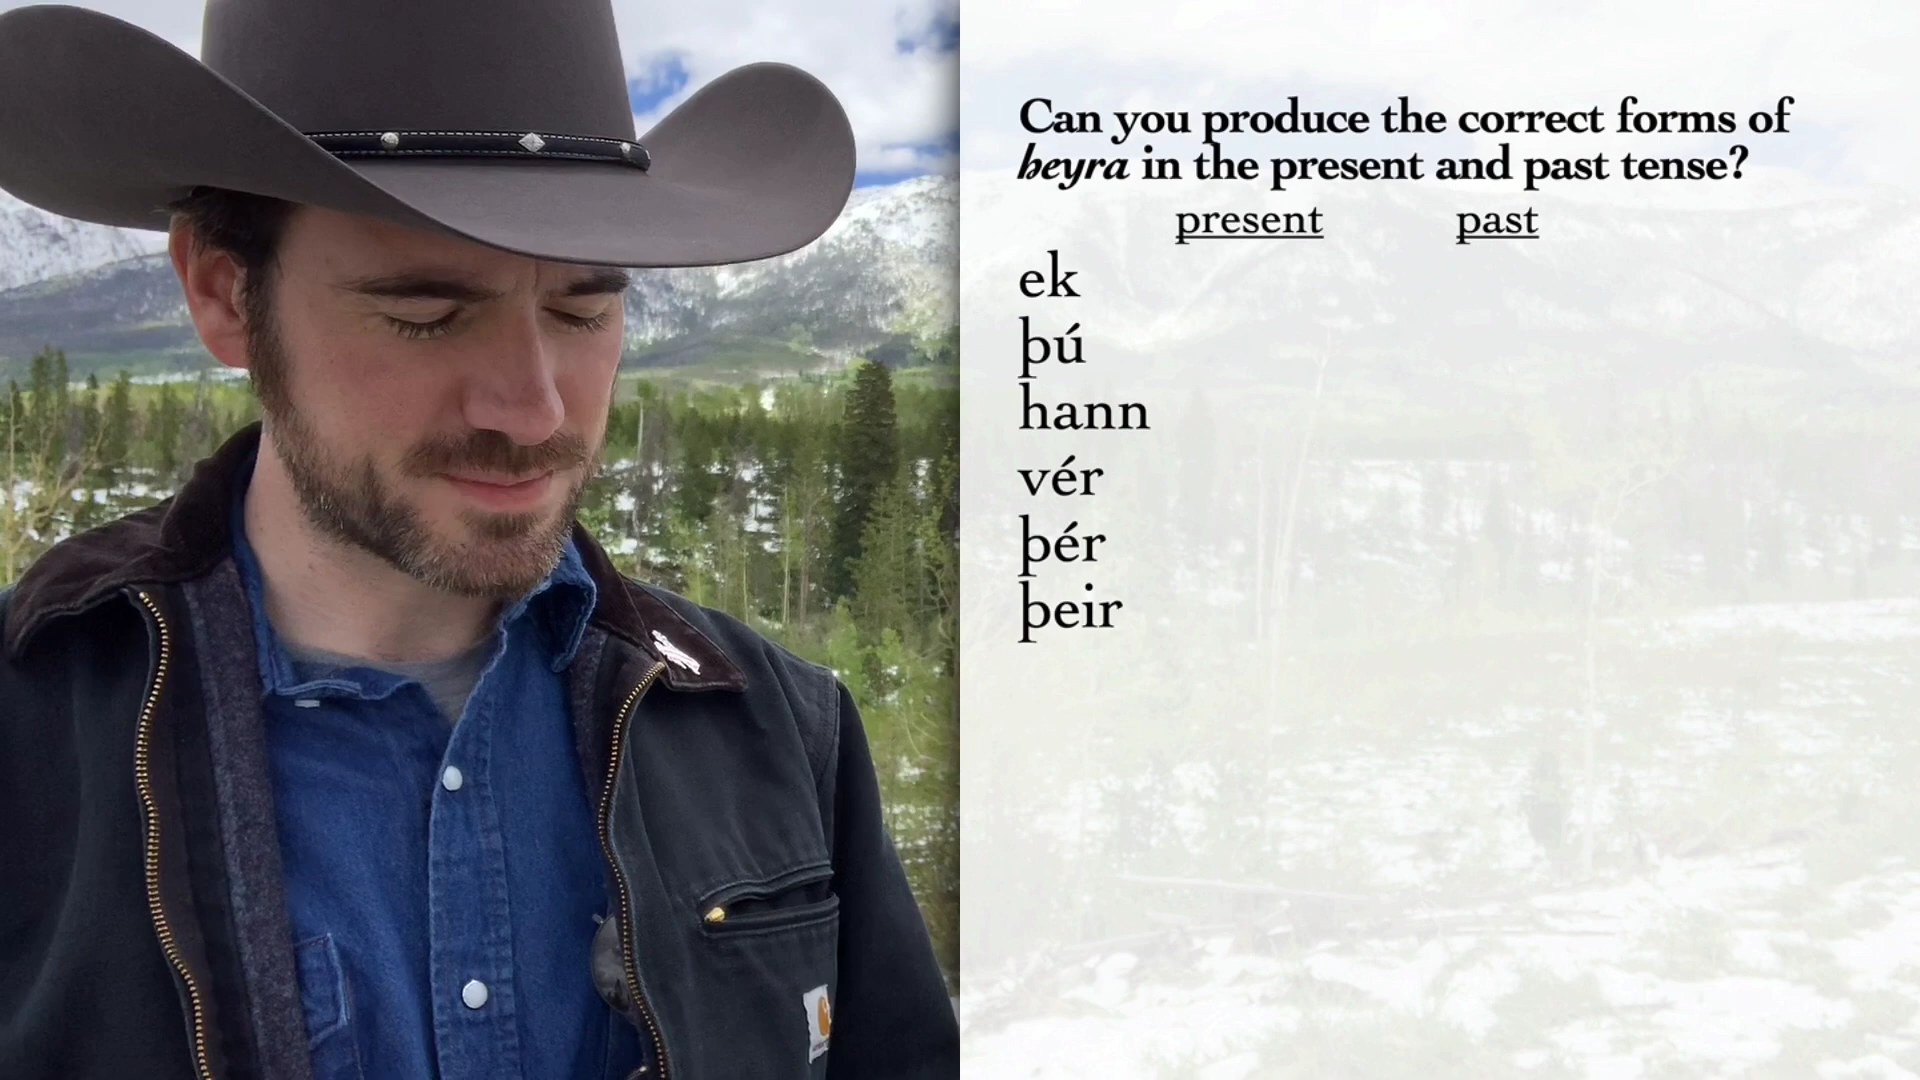 Can you produce the correct forms of
heyra in the present and past tense?
present past
ek
þú
hann
vér
þér
þeir